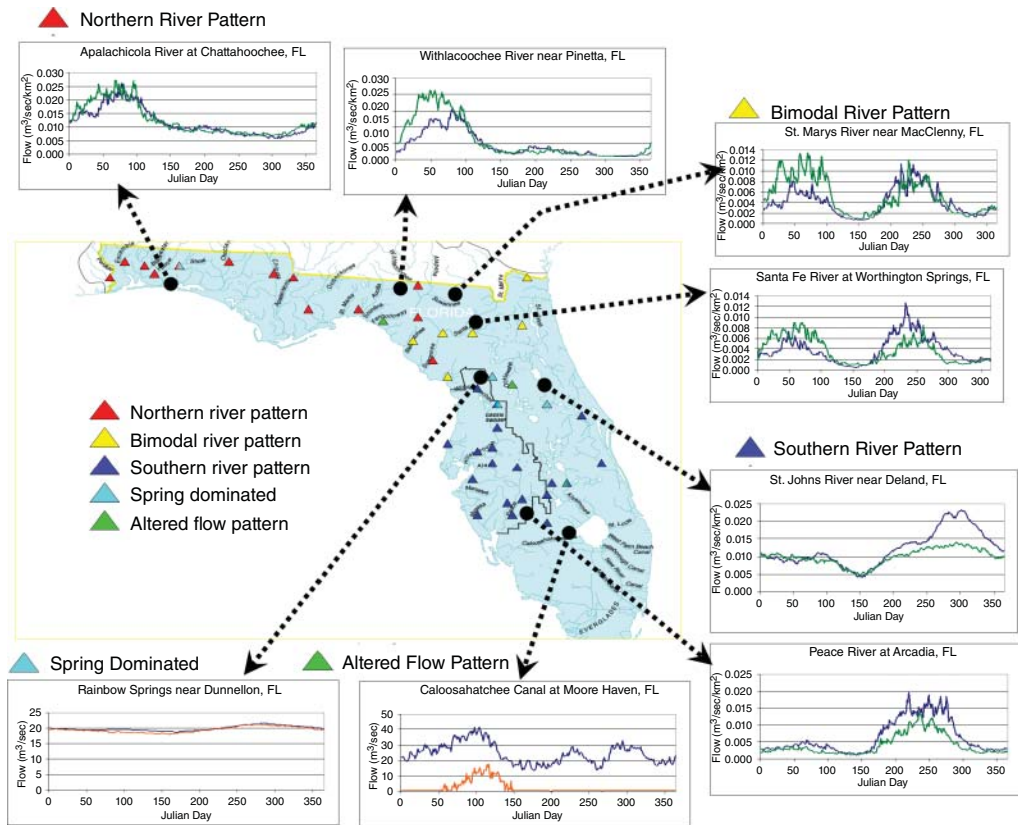 Northern River Pattern
Apalachicola River at Chattahoochee, FL
Flow (m³/sec/km²)
0.030
0.025
0.020
0.015
0.010
0.005
0.000
0 50 100 150 200 250 300 350
Julian Day
Withlacoochee River near Pinetta, FL
Flow (m³/sec/km²)
0.030
0.025
0.020
0.015
0.010
0.005
0.000
0 50 100 150 200 250 300 350
Julian Day
Bimodal River Pattern
St. Marys River near MacClenny, FL
Flow (m³/sec/km²)
0.014
0.012
0.010
0.008
0.006
0.004
0.002
0.000
0 50 100 150 200 250 300 350
Julian Day
Santa Fe River at Worthington Springs, FL
Flow (m³/sec/km²)
0.014
0.012
0.010
0.008
0.006
0.004
0.002
0.000
0 50 100 150 200 250 300 350
Julian Day
FLORIDA
GREEN SWAMP
EVERGLADES
St. Lucie
West Palm Beach
Canal
Canal
Northern river pattern
Bimodal river pattern
Southern river pattern
Spring dominated
Altered flow pattern
Southern River Pattern
St. Johns River near Deland, FL
Flow (m³/sec/km²)
0.025
0.020
0.015
0.010
0.005
0.000
0 50 100 150 200 250 300 350
Julian Day
Peace River at Arcadia, FL
Flow (m³/sec/km²)
0.025
0.020
0.015
0.010
0.005
0.000
0 50 100 150 200 250 300 350
Julian Day
Spring Dominated
Rainbow Springs near Dunnellon, FL
Flow (m³/sec)
25
20
15
10
5
0
0 50 100 150 200 250 300 350
Julian Day
Altered Flow Pattern
Caloosahatchee Canal at Moore Haven, FL
Flow (m³/sec)
50
40
30
20
10
0
0 50 100 150 200 250 300 350
Julian Day